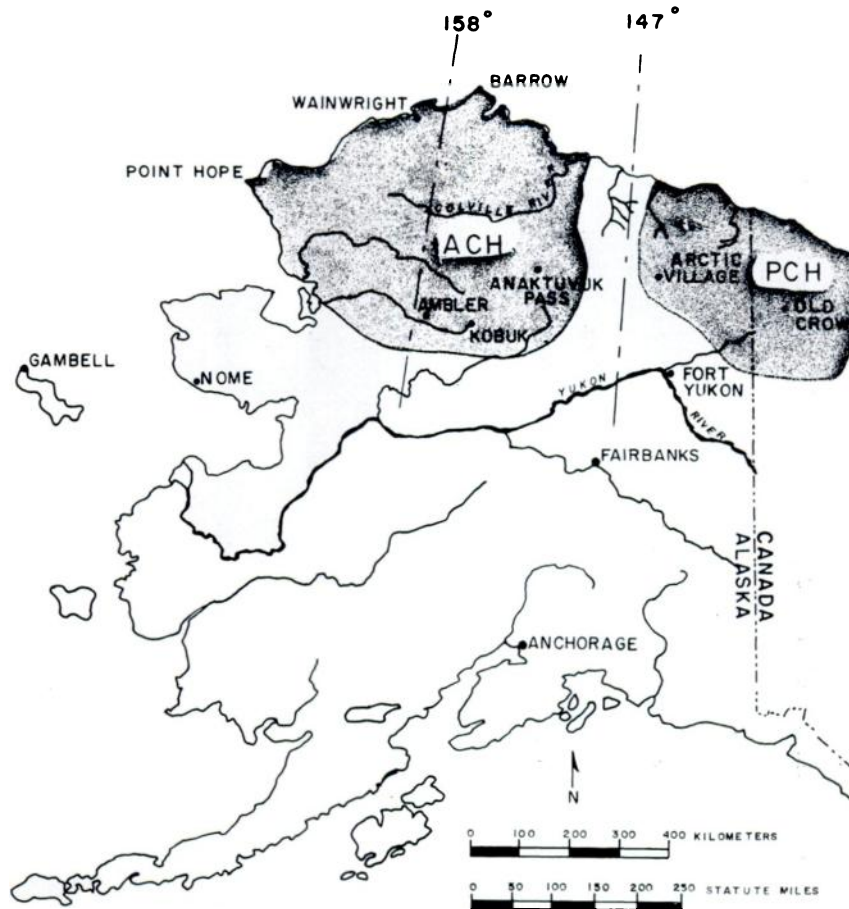 158°
147°
BARROW
WAINWRIGHT
POINT HOPE
COLVILLE RIVER
ACH
ARCTIC
VILLAGE
PCH
ANAKTUVUK
PASS
OLD
CROW
AMBLER
KOBUK
GAMBELL
NOME
YUKON
RIVER
FORT
YUKON
FAIRBANKS
CANADA
ALASKA
ANCHORAGE
N
0 100 200 300 400 KILOMETERS
0 50 100 150 200 250 STATUTE MILES